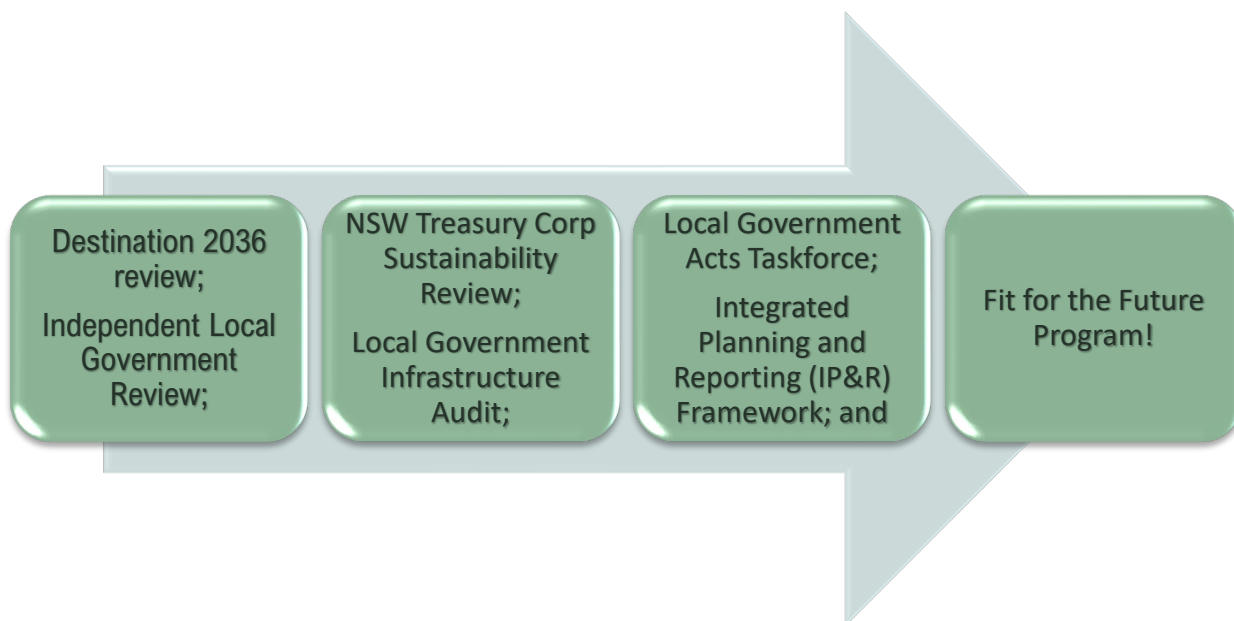 Destination 2036
review;
Independent Local
Government
Review;
NSW Treasury Corp
Sustainability
Review;
Local Government
Infrastructure
Audit;
Local Government
Acts Taskforce;
Integrated
Planning and
Reporting (IP&R)
Framework; and
Fit for the Future
Program!